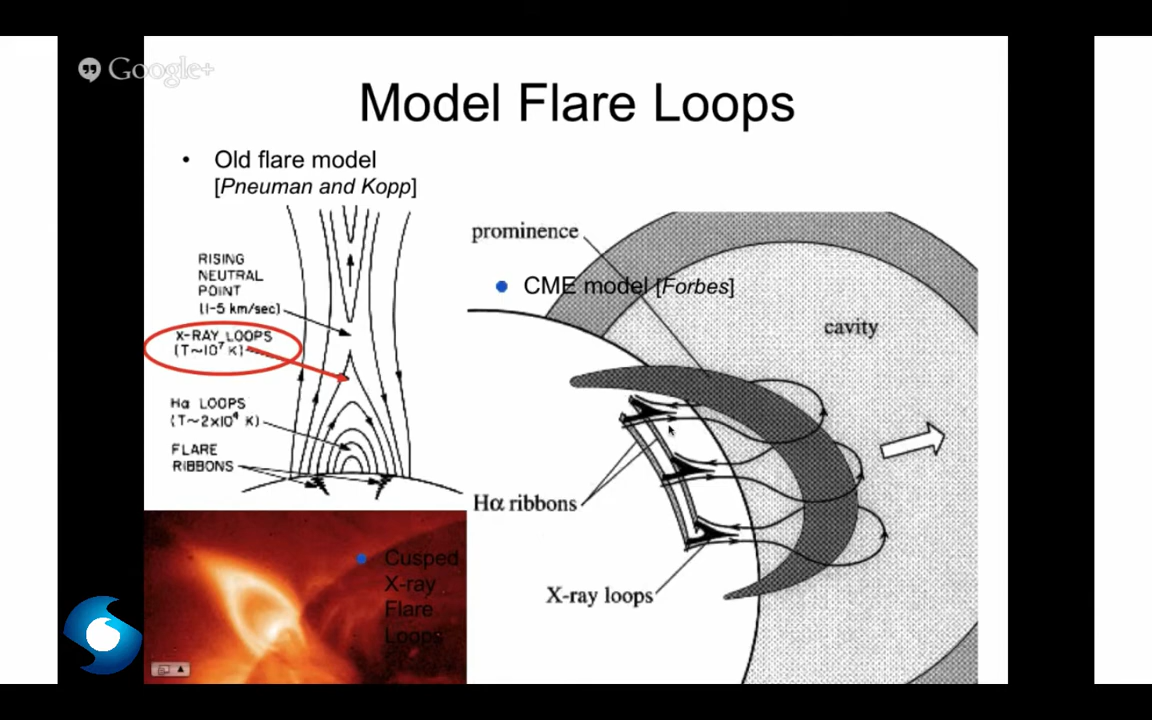 Google+
Model Flare Loops
• Old flare model
[Pneuman and Kopp]
RISING
NEUTRAL
POINT
(1-5 km/sec)
X-RAY LOOPS
(T~10⁷ K)
Hα LOOPS
(T~2x10⁴ K)
FLARE
RIBBONS
prominence
• CME model [Forbes]
cavity
Hα ribbons
X-ray loops
• Cusped
X-ray
Flare
Loops